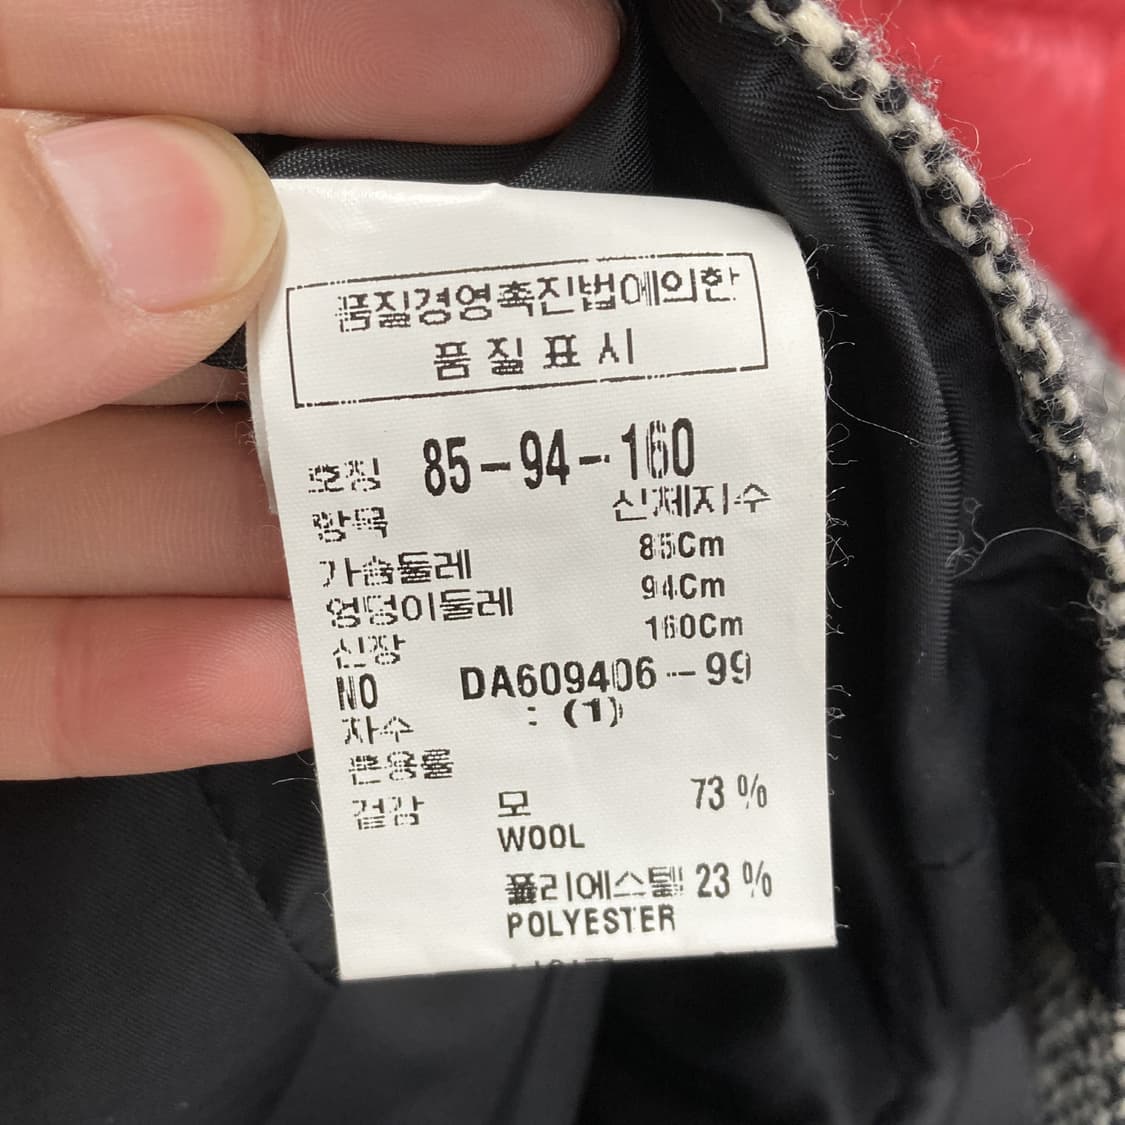 품질경영촉진법에의한
품질표시
호칭 85-94-160
항목 신체치수
가슴둘레 85Cm
엉덩이둘레 94Cm
신장 160Cm
NO DA609406-99
치수 : (1)
혼용률
겉감 모 73 %
WOOL
폴리에스텔 23 %
POLYESTER